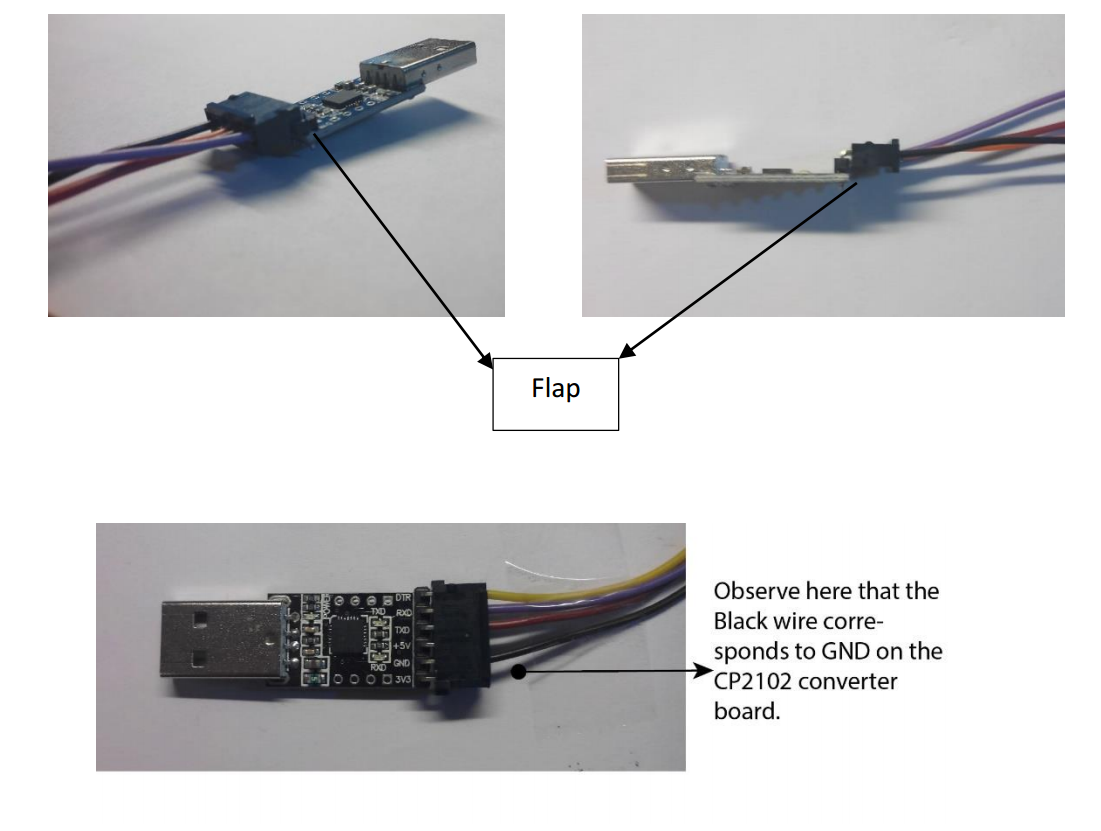 Flap
POWER
DTR
RXD
TXD
TXD
+5V
GND
RXD
3V3
Observe here that the
Black wire corre-
sponds to GND on the
CP2102 converter
board.